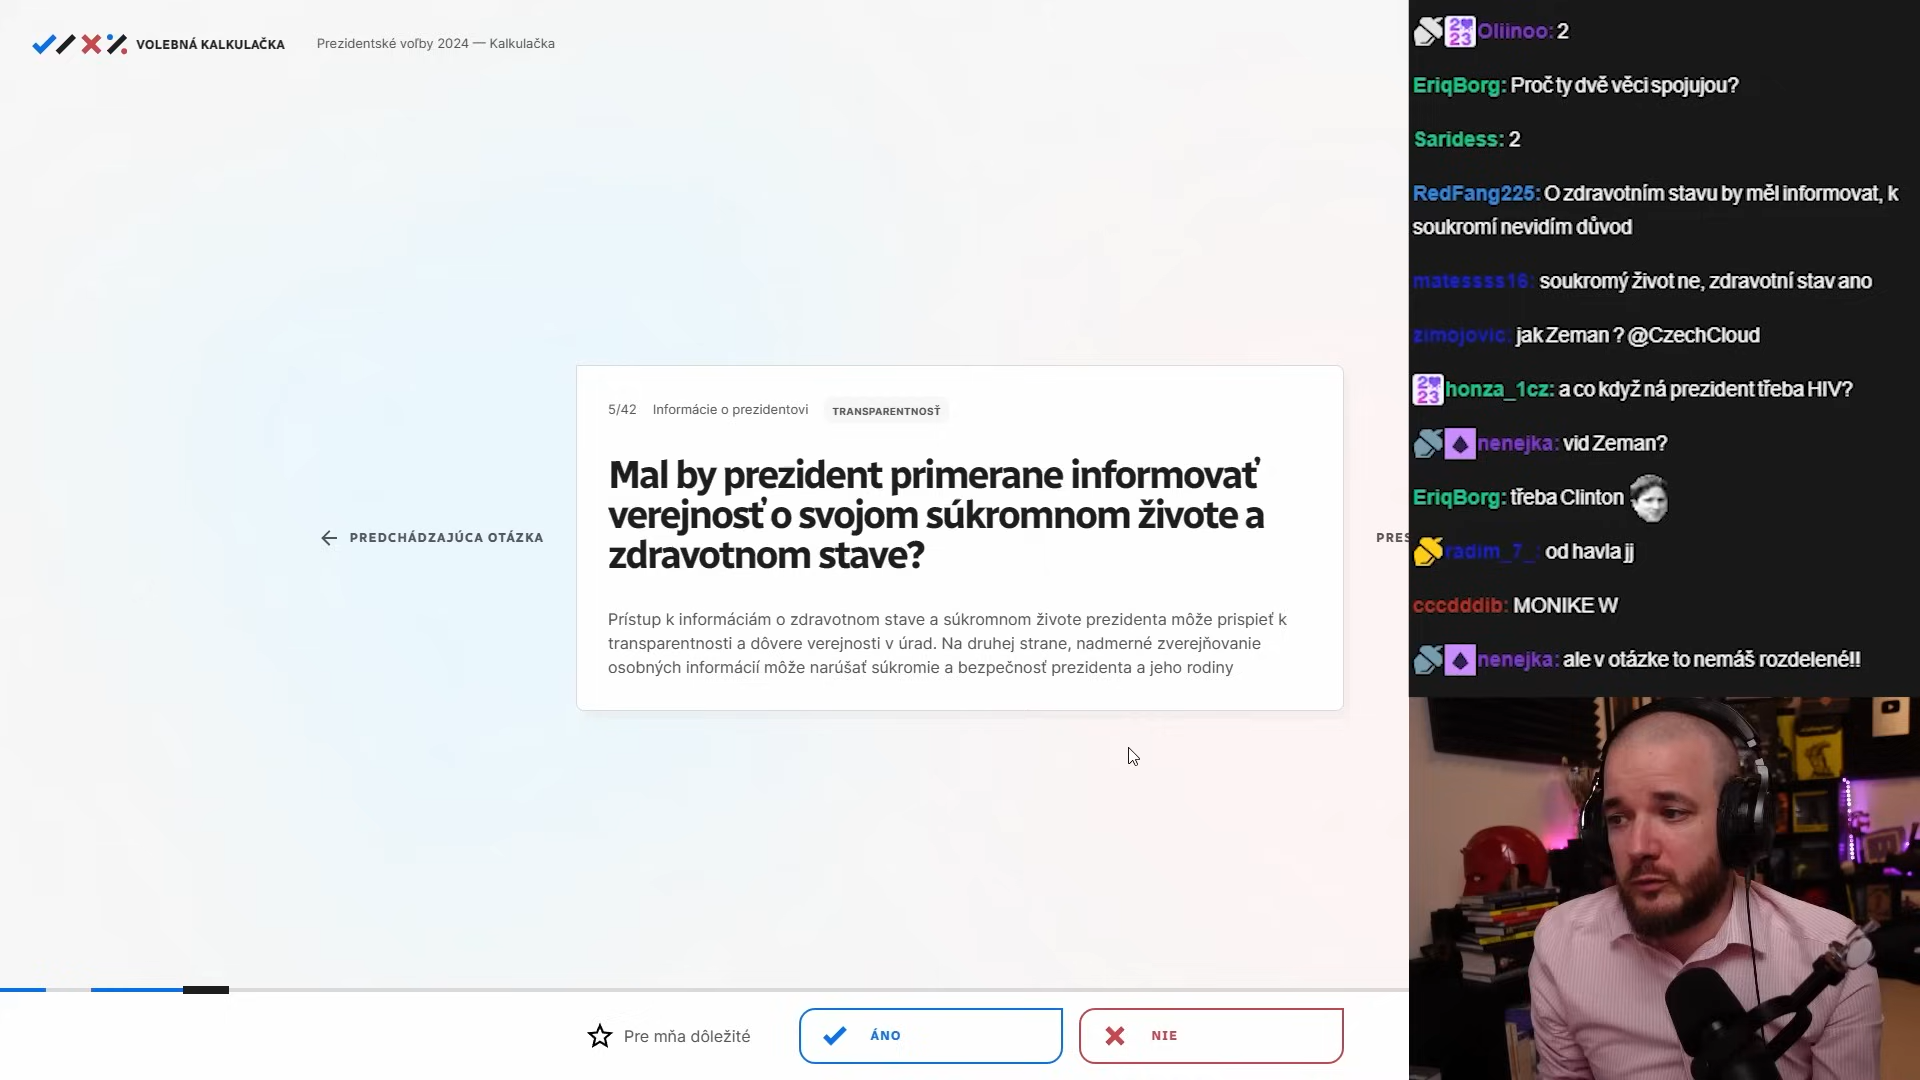 VOLEBNÁ KALKULAČKA
Prezidentské voľby 2024 — Kalkulačka
5/42 Informácie o prezidentovi TRANSPARENTNOSŤ
Mal by prezident primerane informovať
verejnosť o svojom súkromnom živote a
zdravotnom stave?
Prístup k informáciám o zdravotnom stave a súkromnom živote prezidenta môže prispieť k
transparentnosti a dôvere verejnosti v úrad. Na druhej strane, nadmerné zverejňovanie
osobných informácií môže narúšať súkromie a bezpečnosť prezidenta a jeho rodiny
PREDCHÁDZAJÚCA OTÁZKA
PRES
Pre mňa dôležité
ÁNO
NIE
Oliinoo: 2
EriqBorg: Proč ty dvě věci spojujou?
Saridess: 2
RedFang225: O zdravotním stavu by měl informovat, k
soukromí nevidím důvod
matessss16: soukromý život ne, zdravotní stav ano
zimojovic: jak Zeman ? @CzechCloud
honza_1cz: a co když ná prezident třeba HIV?
nenejka: vid Zeman?
EriqBorg: třeba Clinton
radim_7_: od havla jj
cccdddib: MONIKE W
nenejka: ale v otázke to nemáš rozdelené!!